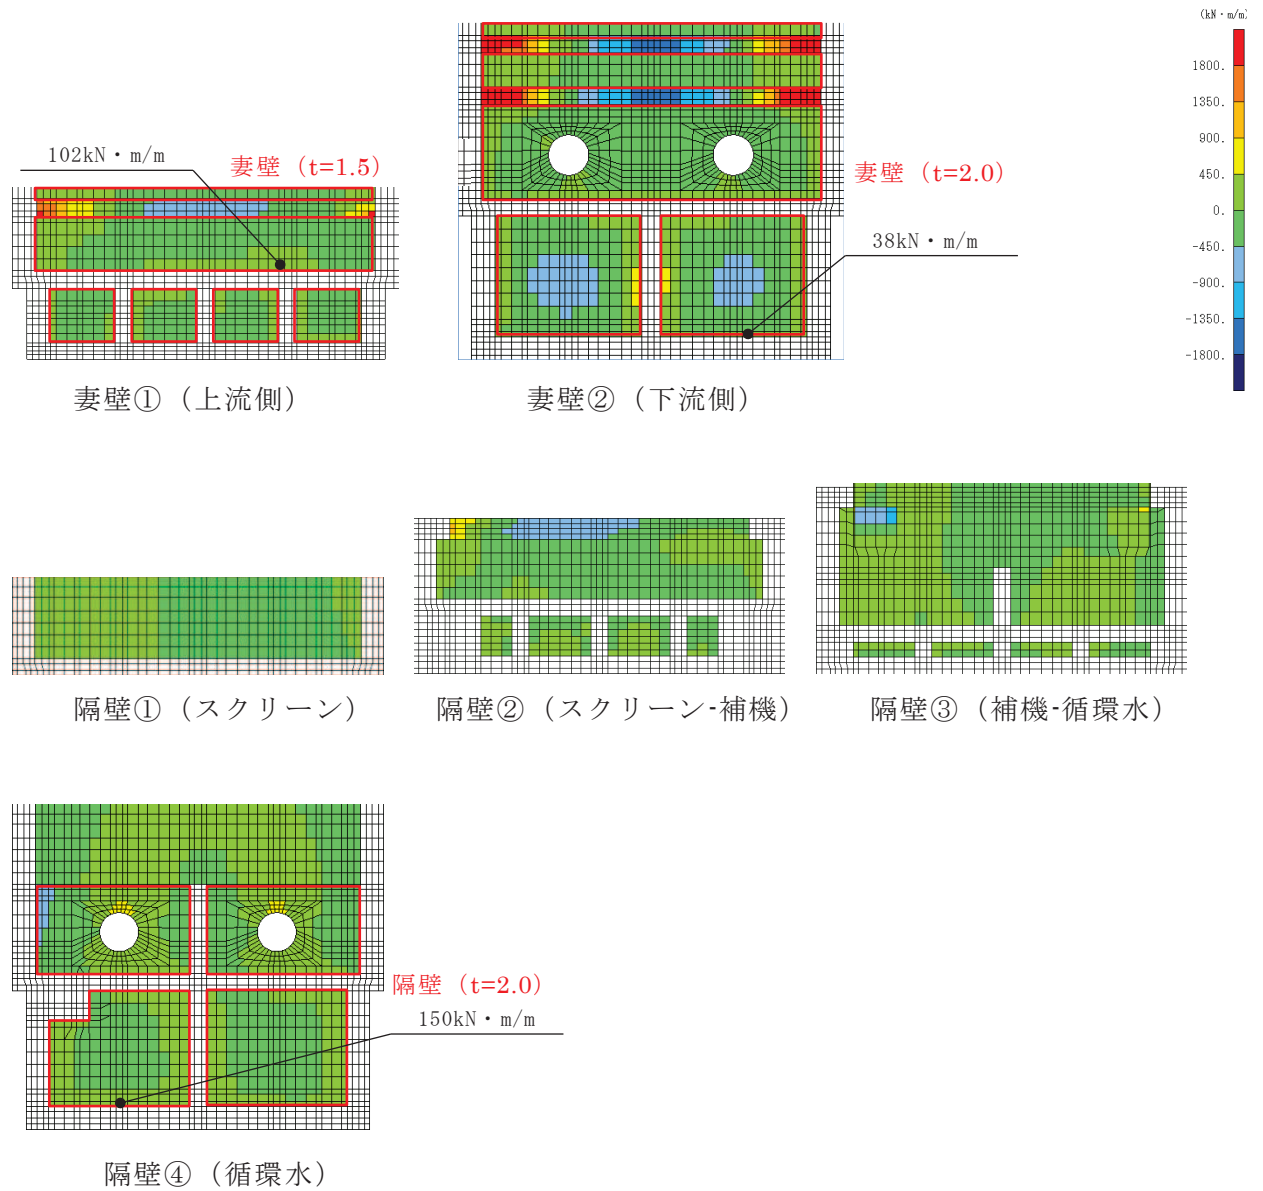 (kN・m/m)
1800.
1350.
900.
450.
0.
-450.
-900.
-1350.
-1800.
102kN・m/m
妻壁（t=1.5）
妻壁（t=2.0）
38kN・m/m
妻壁①（上流側）
妻壁②（下流側）
隔壁①（スクリーン）
隔壁②（スクリーン-補機）
隔壁③（補機-循環水）
隔壁（t=2.0）
150kN・m/m
隔壁④（循環水）